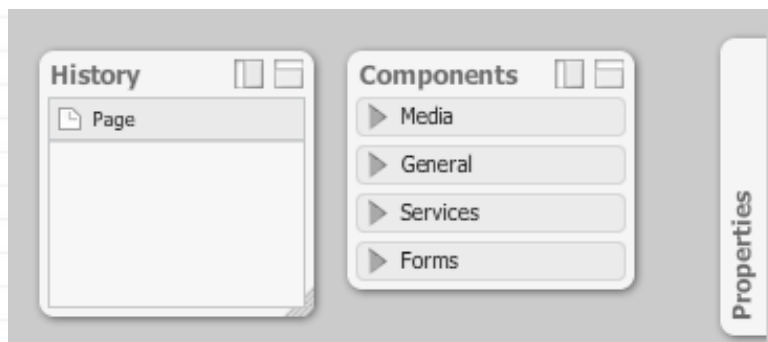 History
Page
Components
Media
General
Services
Forms
Properties